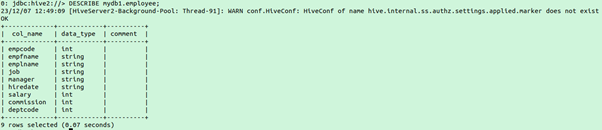 0: jdbc:hive2://> DESCRIBE mydb1.employee;
23/12/07 12:49:09 [HiveServer2-Background-Pool: Thread-91]: WARN conf.HiveConf: HiveConf of name hive.internal.ss.authz.settings.applied.marker does not exist
OK
+-------------+------------+----------+
| col_name | data_type | comment |
+-------------+------------+----------+
| empcode | int | |
| empfname | string | |
| emplname | string | |
| job | string | |
| manager | string | |
| hiredate | string | |
| salary | int | |
| commission | int | |
| deptcode | int | |
+-------------+------------+----------+
9 rows selected (0.07 seconds)